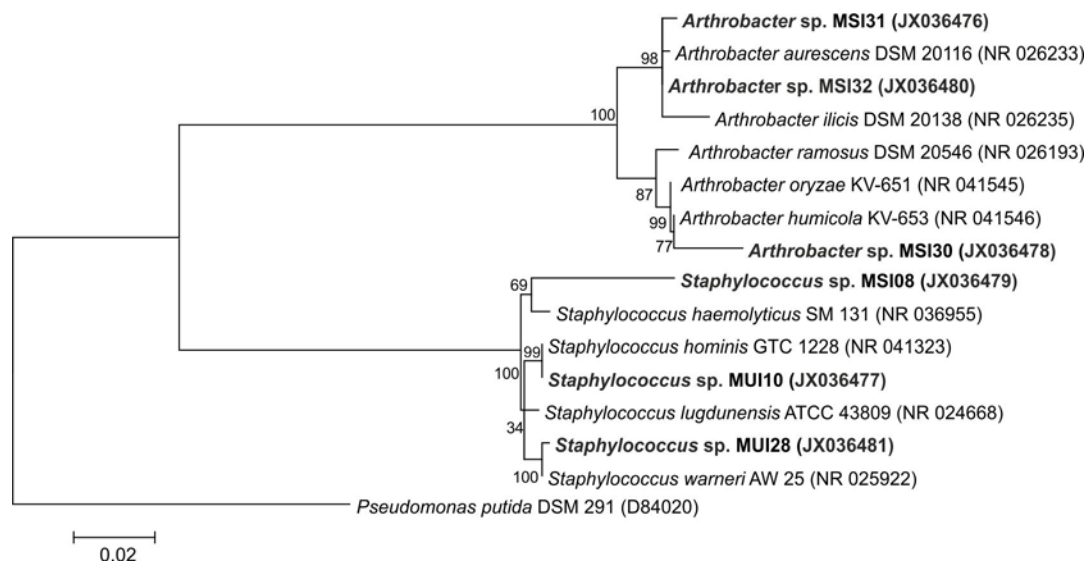 Arthrobacter sp. MSI31 (JX036476)
Arthrobacter aurescens DSM 20116 (NR 026233)
98
Arthrobacter sp. MSI32 (JX036480)
100
Arthrobacter ilicis DSM 20138 (NR 026235)
Arthrobacter ramosus DSM 20546 (NR 026193)
87
Arthrobacter oryzae KV-651 (NR 041545)
99
Arthrobacter humicola KV-653 (NR 041546)
77
Arthrobacter sp. MSI30 (JX036478)
69
Staphylococcus sp. MSI08 (JX036479)
Staphylococcus haemolyticus SM 131 (NR 036955)
99
Staphylococcus hominis GTC 1228 (NR 041323)
100
Staphylococcus sp. MUI10 (JX036477)
Staphylococcus lugdunensis ATCC 43809 (NR 024668)
34
Staphylococcus sp. MUI28 (JX036481)
100
Staphylococcus warneri AW 25 (NR 025922)
Pseudomonas putida DSM 291 (D84020)
0.02